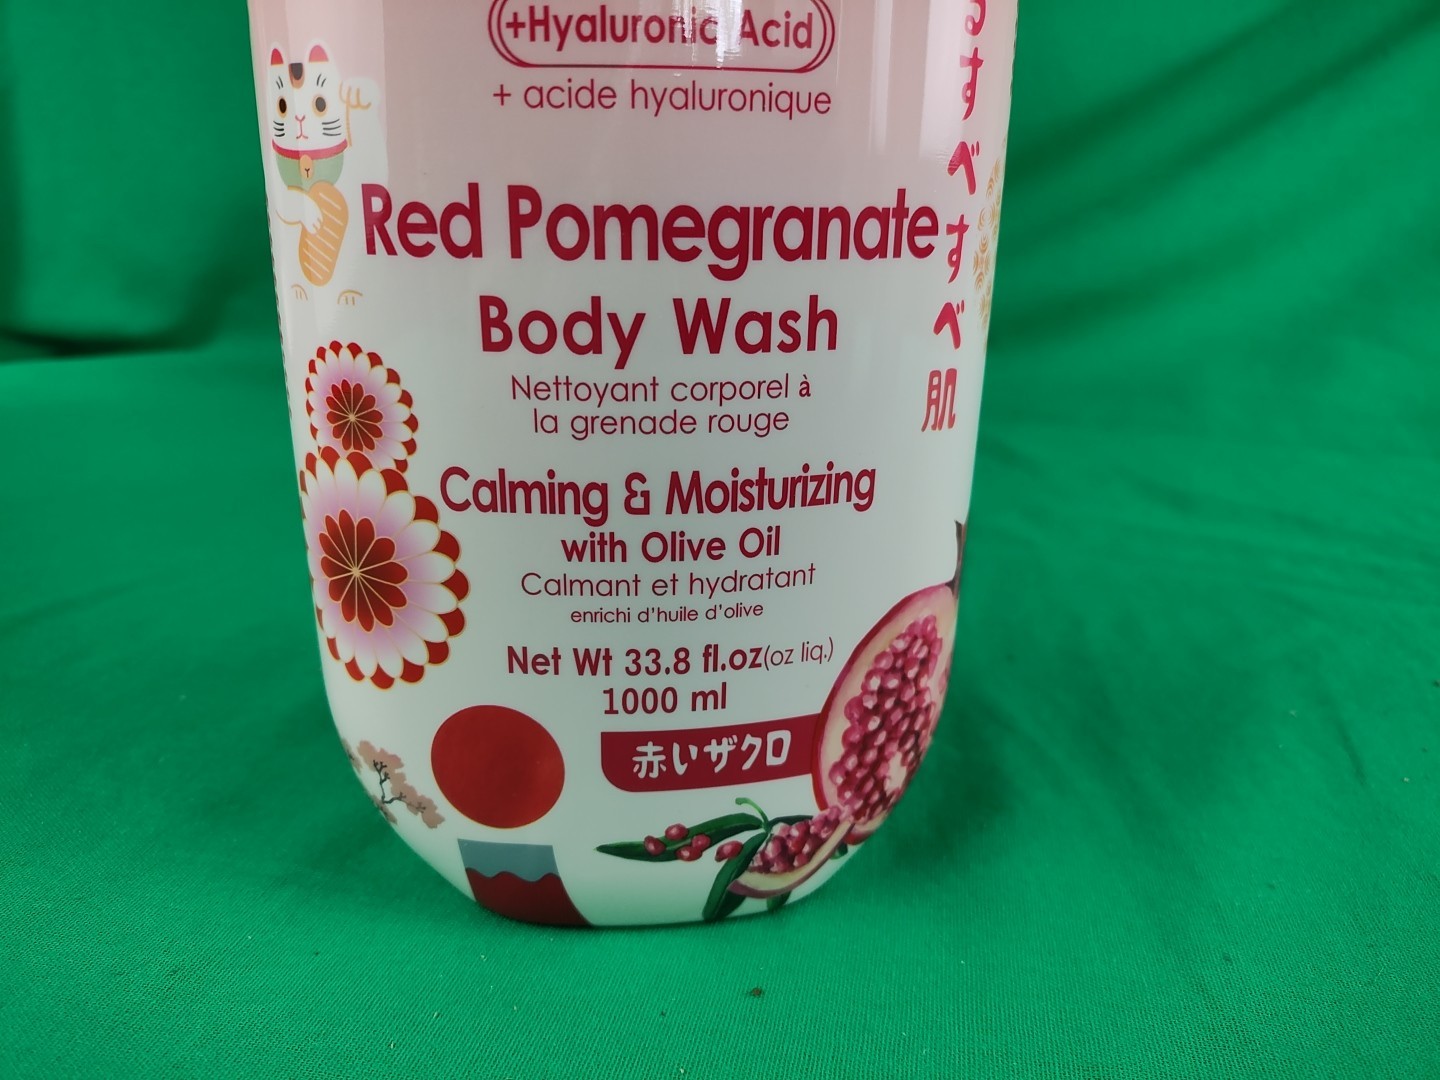 +Hyaluronic Acid
+ acide hyaluronique
Red Pomegranate
Body Wash
Nettoyant corporel à
la grenade rouge
Calming & Moisturizing
with Olive Oil
Calmant et hydratant
enrichi d'huile d'olive
Net Wt 33.8 fl.oz(oz liq.)
1000 ml
赤いザクロ
るすべすべ肌